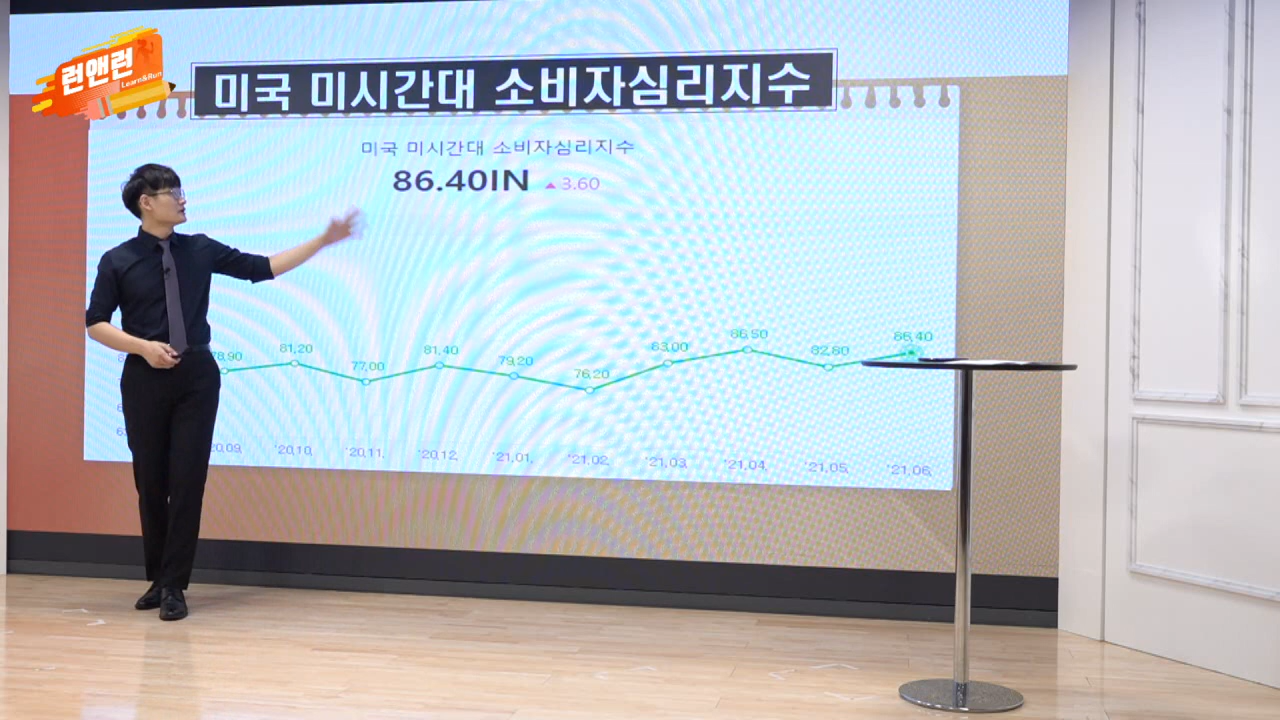 런앤런
Learn&Run
미국 미시간대 소비자심리지수
미국 미시간대 소비자심리지수
86.40IN ▲ 3.60
78.90 81.20 77.00 81.40 79.20 76.20 83.00 86.50 82.80 86.40
'20.10. '20.11. '20.12. '21.01. '21.02. '21.03. '21.04. '21.05. '21.06.